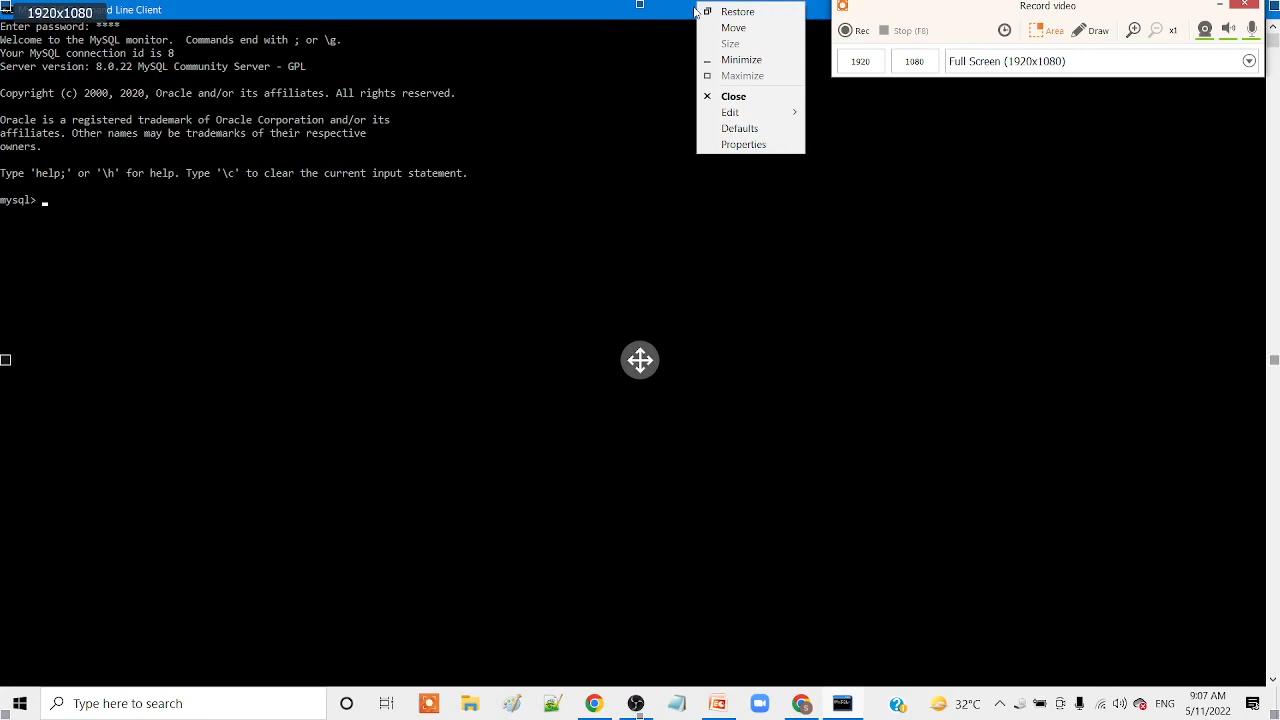 1920x1080
d Line Client
Enter password: ****
Welcome to the MySQL monitor.  Commands end with ; or \g.
Your MySQL connection id is 8
Server version: 8.0.22 MySQL Community Server - GPL
Copyright (c) 2000, 2020, Oracle and/or its affiliates. All rights reserved.
Oracle is a registered trademark of Oracle Corporation and/or its
affiliates. Other names may be trademarks of their respective
owners.
Type 'help;' or '\h' for help. Type '\c' to clear the current input statement.
mysql>
Restore
Move
Size
Minimize
Maximize
Close
Edit
Defaults
Properties
Record video
Rec Stop (F8) Area Draw x1
1920 1080 Full Screen (1920x1080)
Type here to search
32°C ENG 9:07 AM
5/11/2022